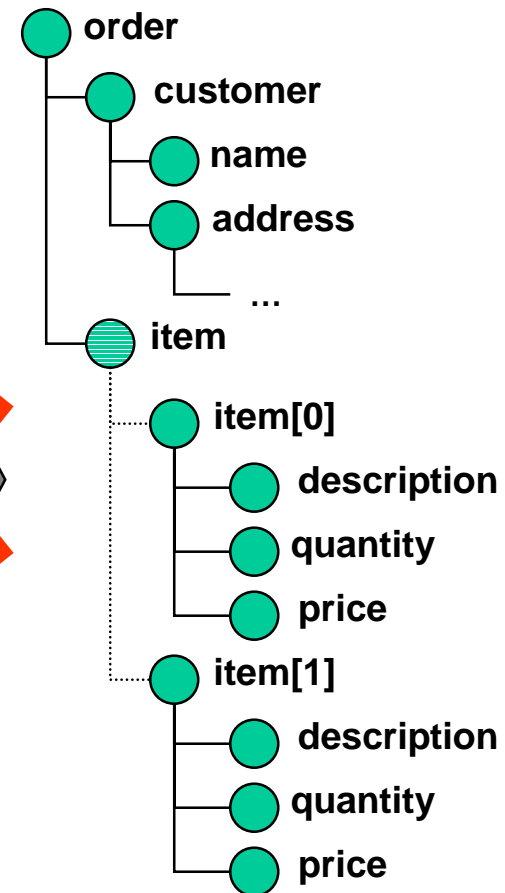 order
customer
name
address
...
item
item[0]
description
quantity
price
item[1]
description
quantity
price